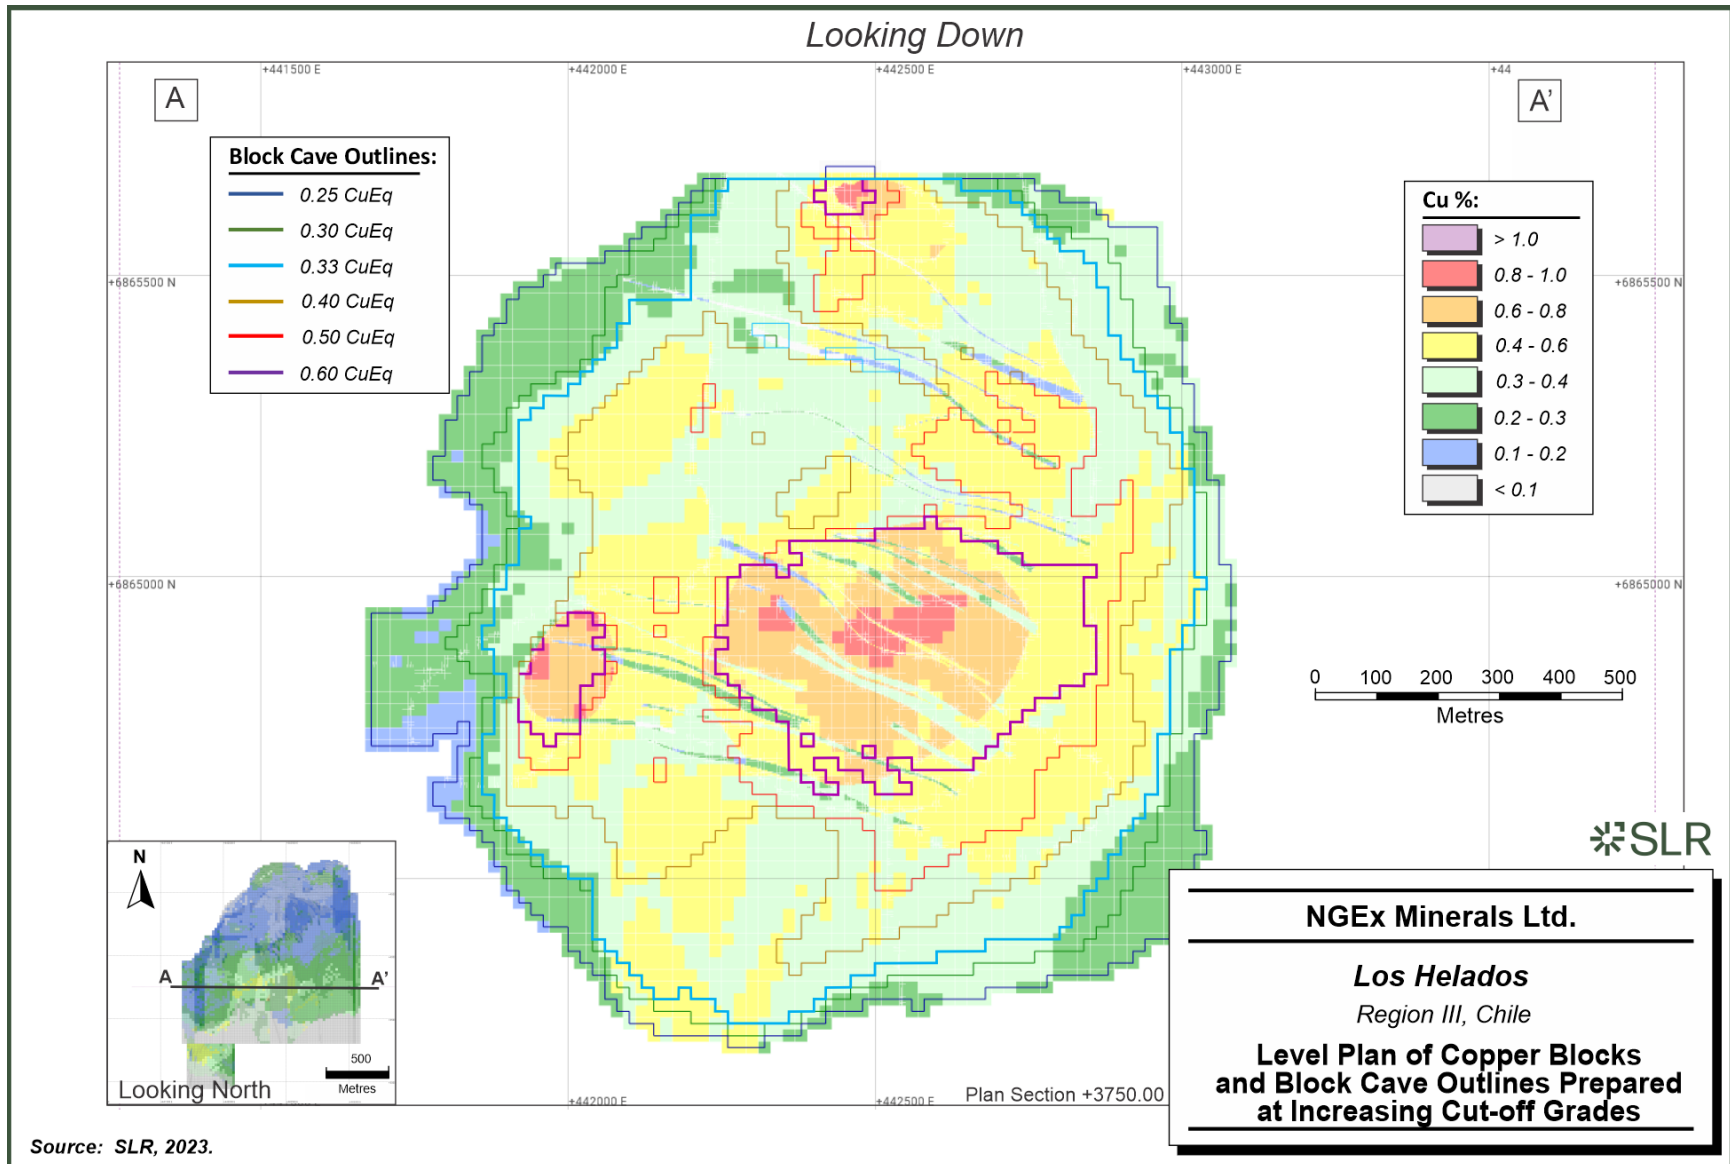 Looking Down
+441500 E
+442000 E
+442500 E
+443000 E
+44
A
A’
Block Cave Outlines:
0.25 CuEq
0.30 CuEq
0.33 CuEq
0.40 CuEq
0.50 CuEq
0.60 CuEq
Cu %:
> 1.0
0.8 - 1.0
0.6 - 0.8
0.4 - 0.6
0.3 - 0.4
0.2 - 0.3
0.1 - 0.2
< 0.1
+6865500 N
+6865500 N
+6865000 N
+6865000 N
0 100 200 300 400 500
Metres
SLR
N
A
A’
500
Metres
Looking North
+442000 E
+442500 E
Plan Section +3750.00
NGEx Minerals Ltd.
Los Helados
Region III, Chile
Level Plan of Copper Blocks
and Block Cave Outlines Prepared
at Increasing Cut-off Grades
Source: SLR, 2023.